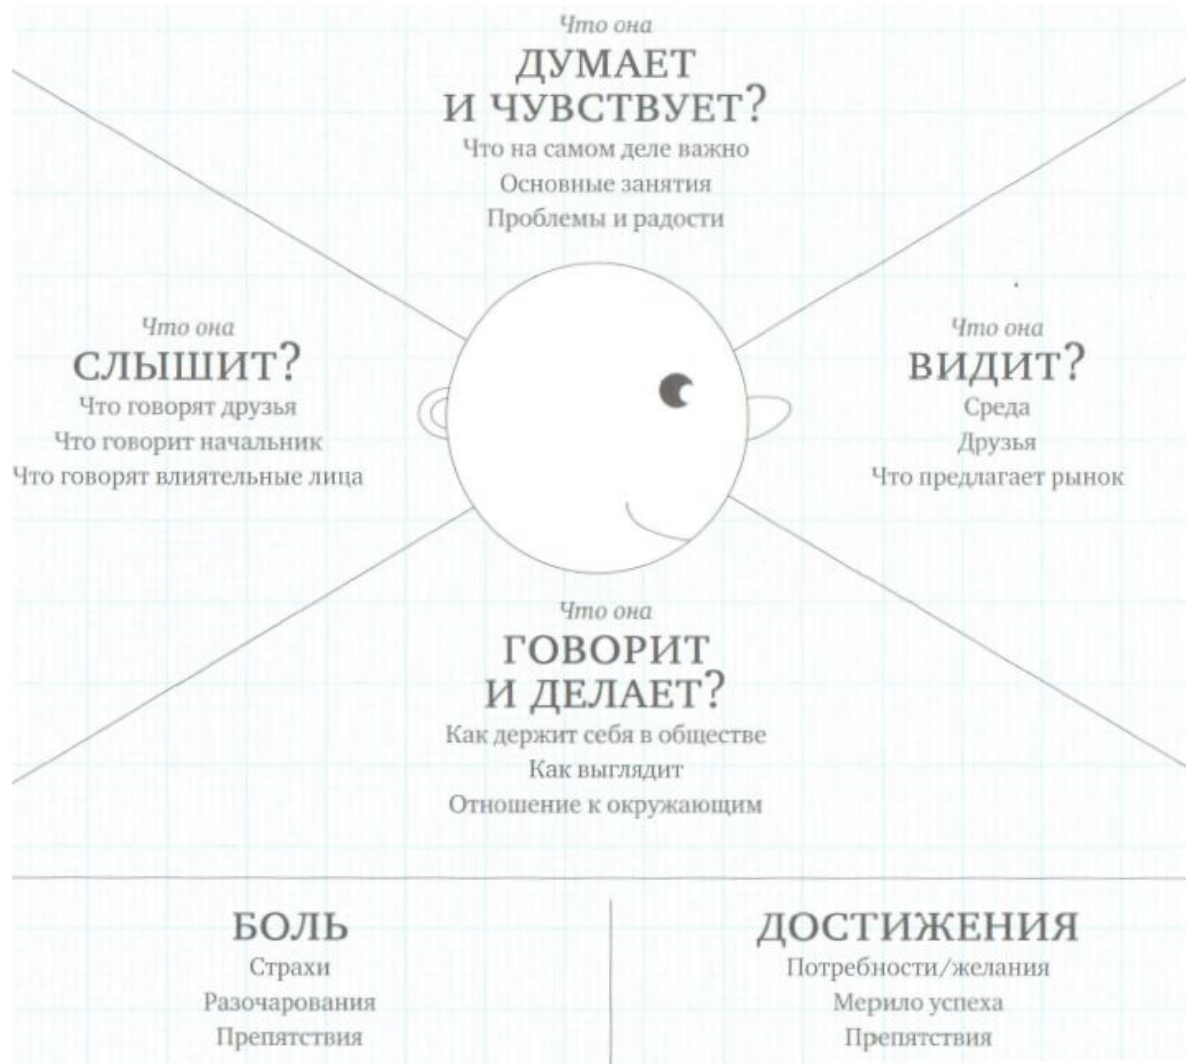 Что она
ДУМАЕТ
И ЧУВСТВУЕТ?
Что на самом деле важно
Основные занятия
Проблемы и радости
Что она
СЛЫШИТ?
Что говорят друзья
Что говорит начальник
Что говорят влиятельные лица
Что она
ВИДИТ?
Среда
Друзья
Что предлагает рынок
Что она
ГОВОРИТ
И ДЕЛАЕТ?
Как держит себя в обществе
Как выглядит
Отношение к окружающим
БОЛЬ
Страхи
Разочарования
Препятствия
ДОСТИЖЕНИЯ
Потребности/желания
Мерило успеха
Препятствия